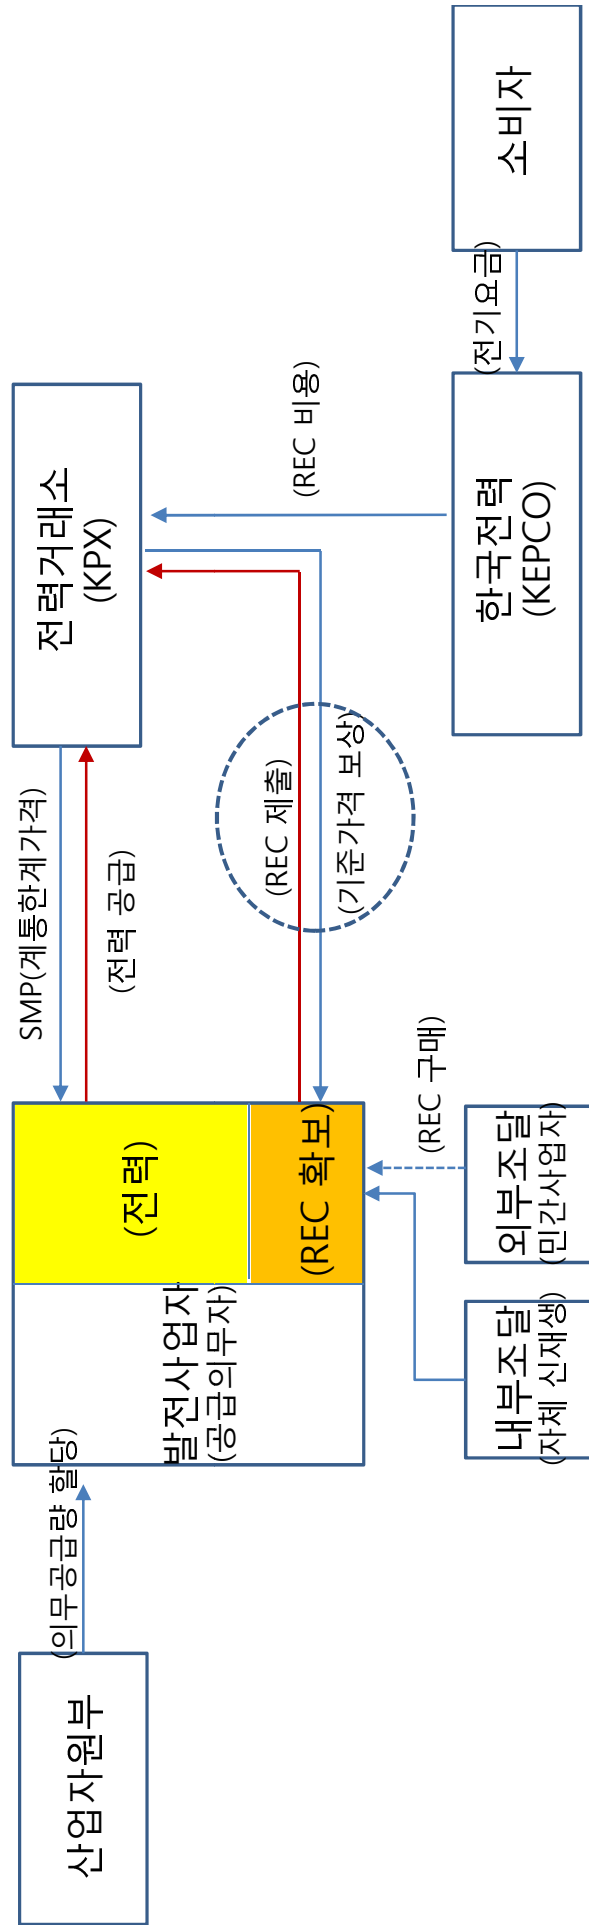 산업자원부
(의무공급량 할당)
발전사업자
(공급의무자)
(전력)
(REC 확보)
SMP(계통한계가격)
(전력 공급)
전력거래소
(KPX)
(REC 제출)
(기준가격 보상)
(REC 비용)
내부조달
(자체 신재생)
외부조달
(민간사업자)
(REC 구매)
한국전력
(KEPCO)
(전기요금)
소비자